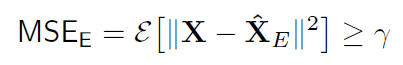 MSE_E = ℰ[‖X − X̂_E‖²] ≥ γ